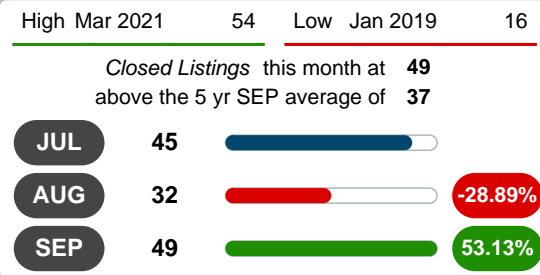 High Mar 2021 54 Low Jan 2019 16
Closed Listings this month at 49
above the 5 yr SEP average of 37
JUL 45
AUG 32 -28.89%
SEP 49 53.13%